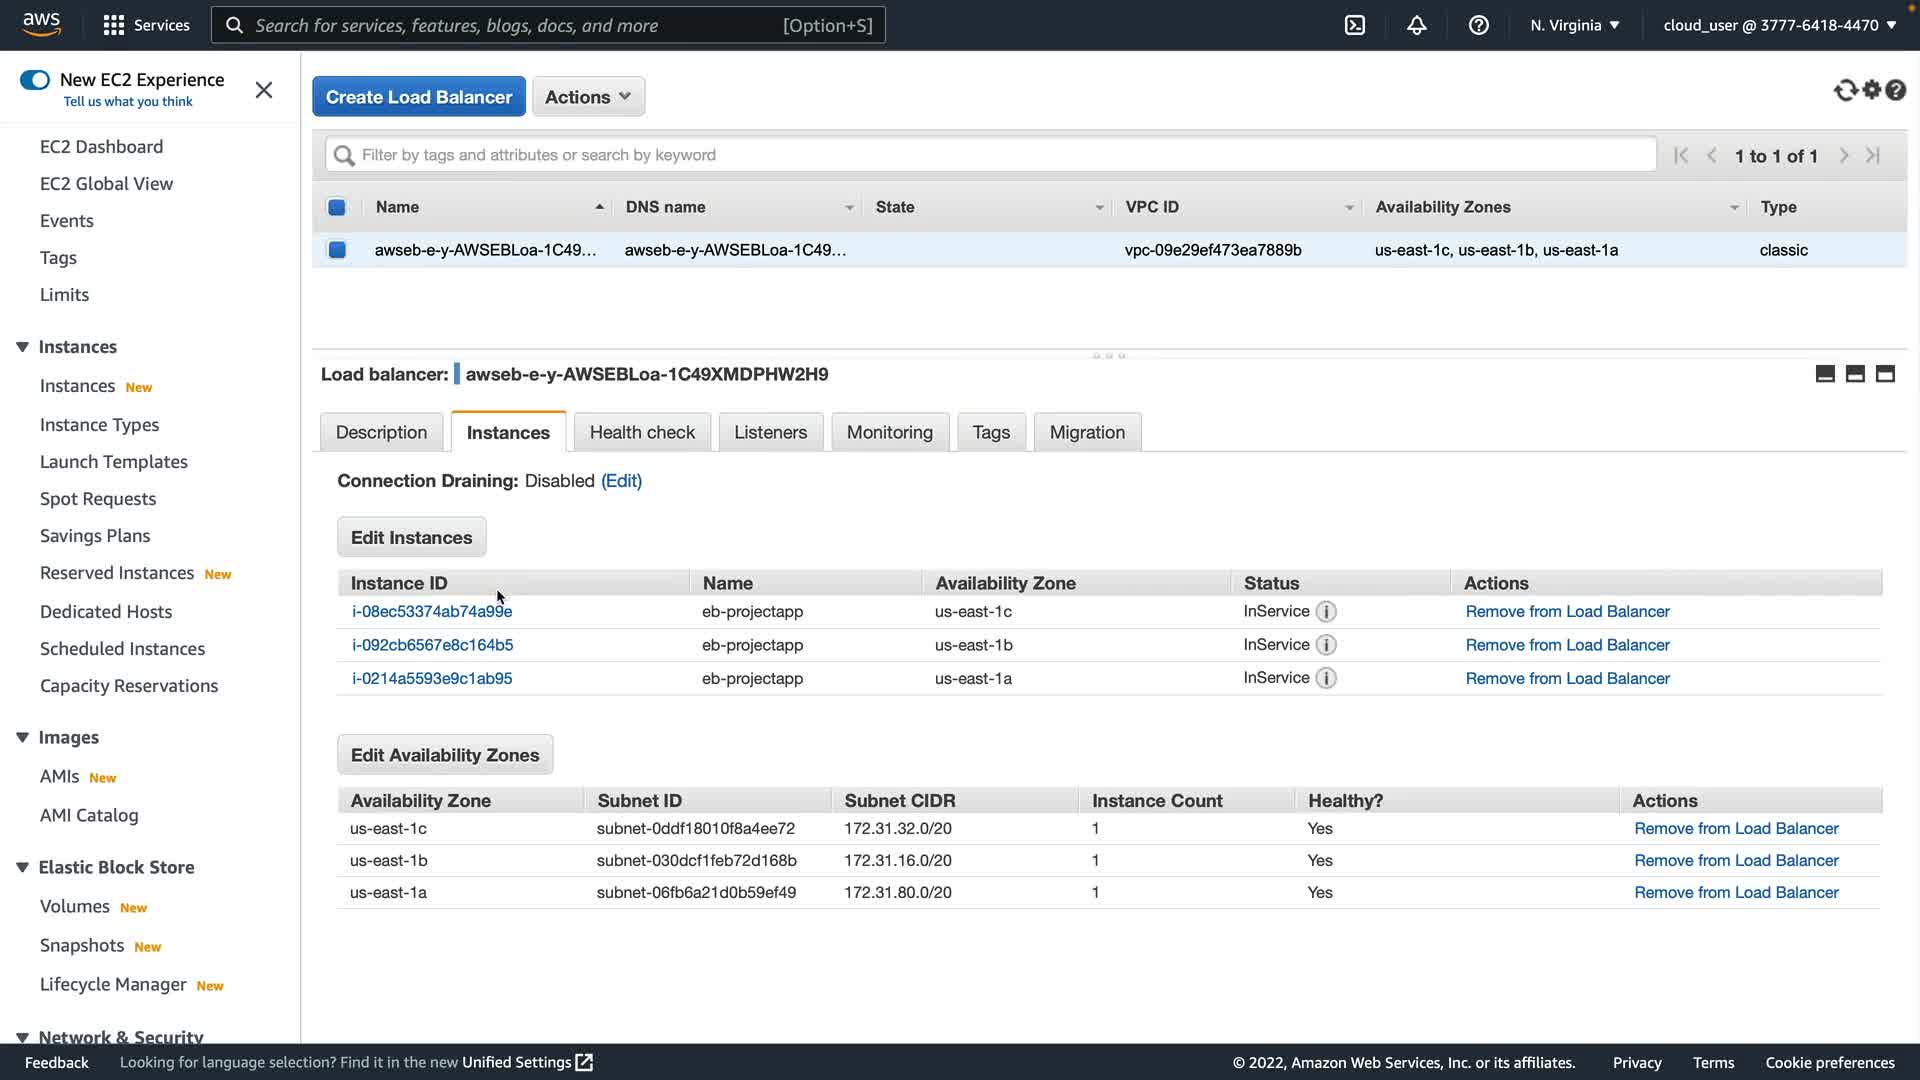 aws
Services
Search for services, features, blogs, docs, and more [Option+S]
N. Virginia
cloud_user @ 3777-6418-4470
New EC2 Experience
Tell us what you think
EC2 Dashboard
EC2 Global View
Events
Tags
Limits
Instances
Instances New
Instance Types
Launch Templates
Spot Requests
Savings Plans
Reserved Instances New
Dedicated Hosts
Scheduled Instances
Capacity Reservations
Images
AMIs New
AMI Catalog
Elastic Block Store
Volumes New
Snapshots New
Lifecycle Manager New
Network & Security
Create Load Balancer Actions
Filter by tags and attributes or search by keyword
1 to 1 of 1
Name DNS name State VPC ID Availability Zones Type
awseb-e-y-AWSEBLoa-1C49... awseb-e-y-AWSEBLoa-1C49... vpc-09e29ef473ea7889b us-east-1c, us-east-1b, us-east-1a classic
Load balancer: awseb-e-y-AWSEBLoa-1C49XMDPHW2H9
Description Instances Health check Listeners Monitoring Tags Migration
Connection Draining: Disabled (Edit)
Edit Instances
Instance ID Name Availability Zone Status Actions
i-08ec53374ab74a99e eb-projectapp us-east-1c InService Remove from Load Balancer
i-092cb6567e8c164b5 eb-projectapp us-east-1b InService Remove from Load Balancer
i-0214a5593e9c1ab95 eb-projectapp us-east-1a InService Remove from Load Balancer
Edit Availability Zones
Availability Zone Subnet ID Subnet CIDR Instance Count Healthy? Actions
us-east-1c subnet-0ddf18010f8a4ee72 172.31.32.0/20 1 Yes Remove from Load Balancer
us-east-1b subnet-030dcf1feb72d168b 172.31.16.0/20 1 Yes Remove from Load Balancer
us-east-1a subnet-06fb6a21d0b59ef49 172.31.80.0/20 1 Yes Remove from Load Balancer
Feedback Looking for language selection? Find it in the new Unified Settings
© 2022, Amazon Web Services, Inc. or its affiliates. Privacy Terms Cookie preferences